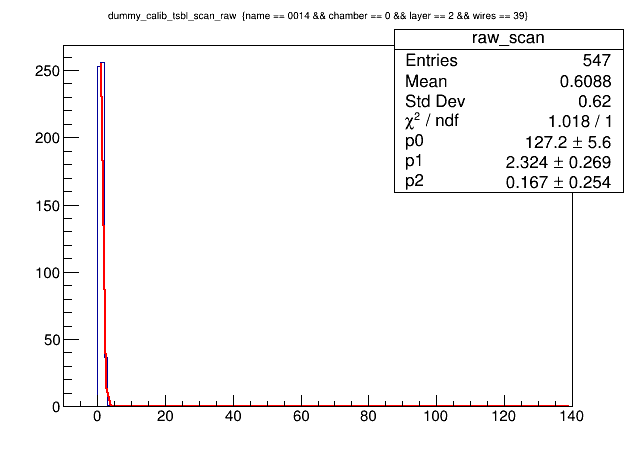 dummy_calib_tsbl_scan_raw {name == 0014 && chamber == 0 && layer == 2 && wires == 39}
raw_scan
Entries 547
Mean 0.6088
Std Dev 0.62
χ² / ndf 1.018 / 1
p0 127.2 ± 5.6
p1 2.324 ± 0.269
p2 0.167 ± 0.254
250
200
150
100
50
0
0 20 40 60 80 100 120 140